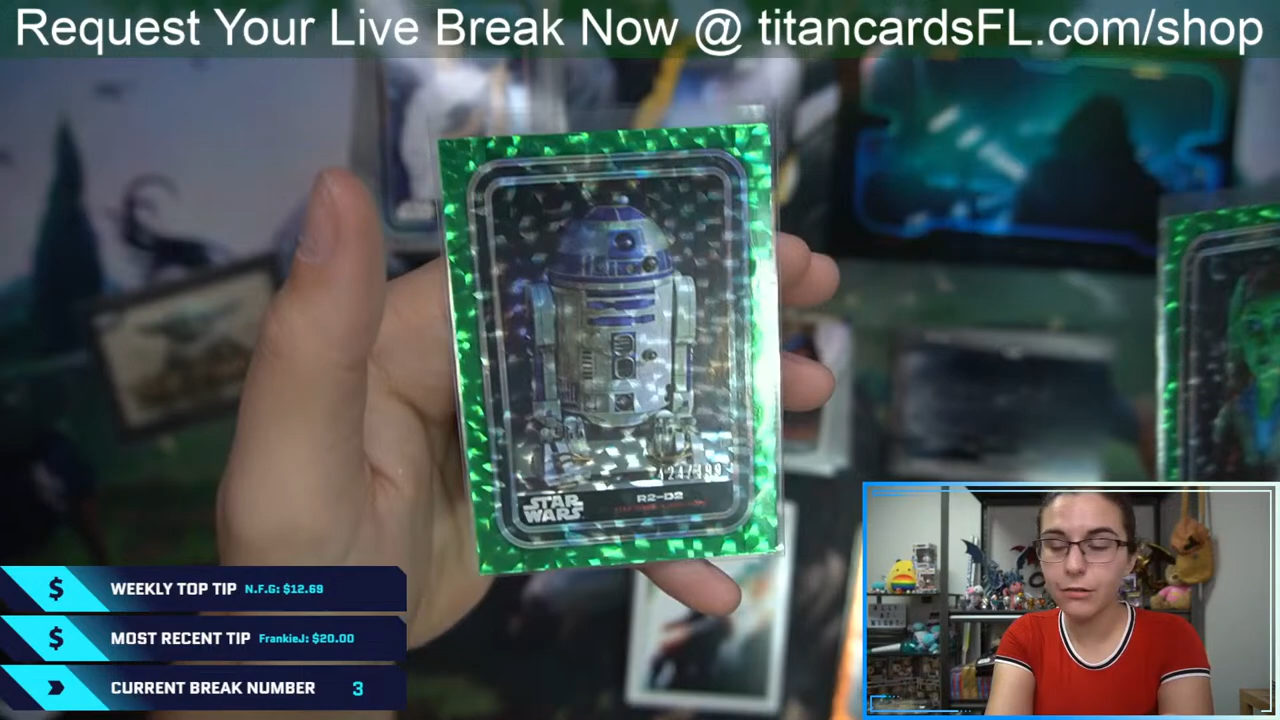 Request Your Live Break Now @ titancardsFL.com/shop
STAR
WARS
R2-D2
WEEKLY TOP TIP N.F.G: $12.69
MOST RECENT TIP FrankieJ: $20.00
CURRENT BREAK NUMBER 3